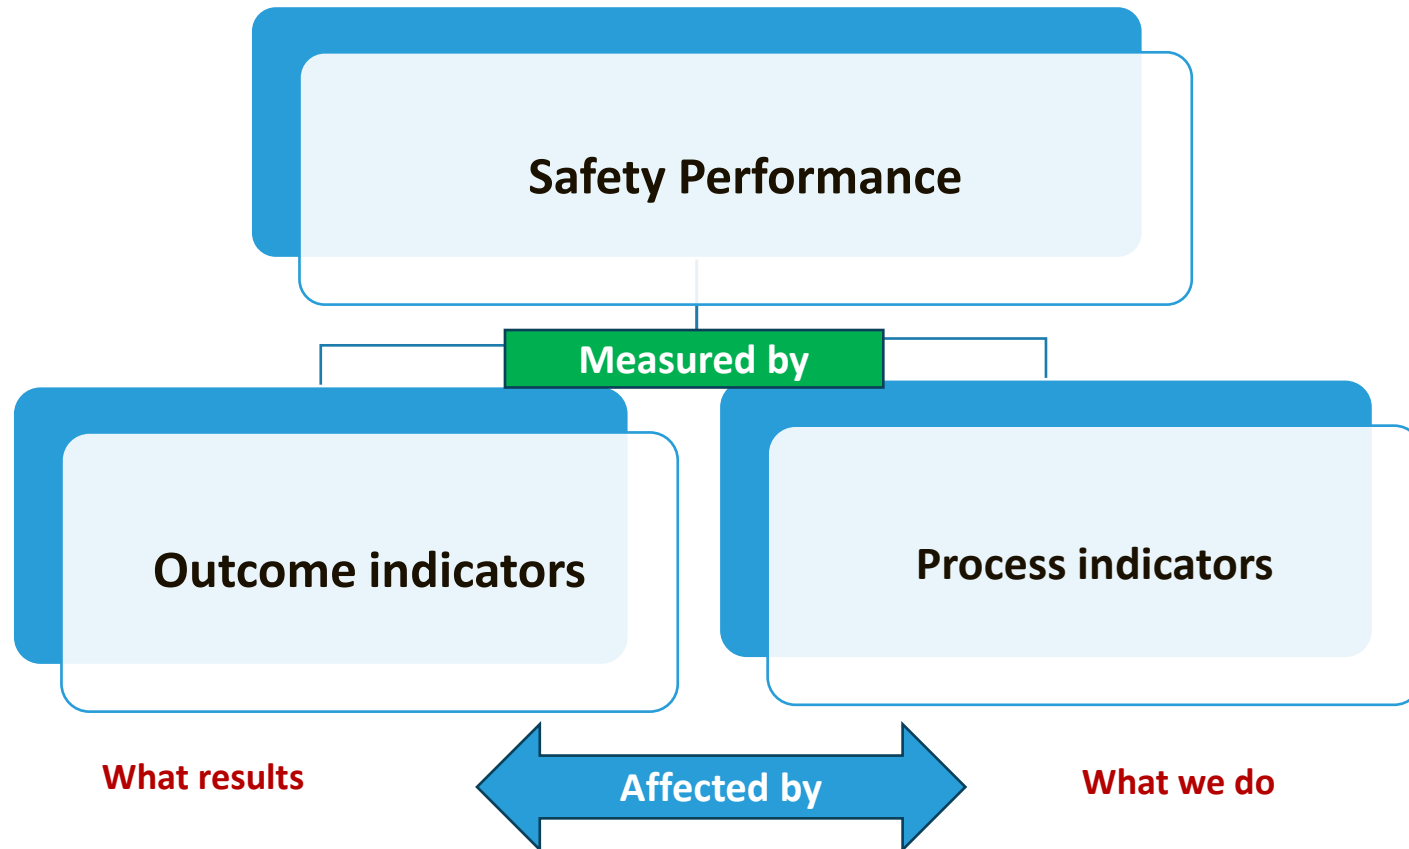 Safety Performance
Measured by
Outcome indicators
Process indicators
What results
Affected by
What we do